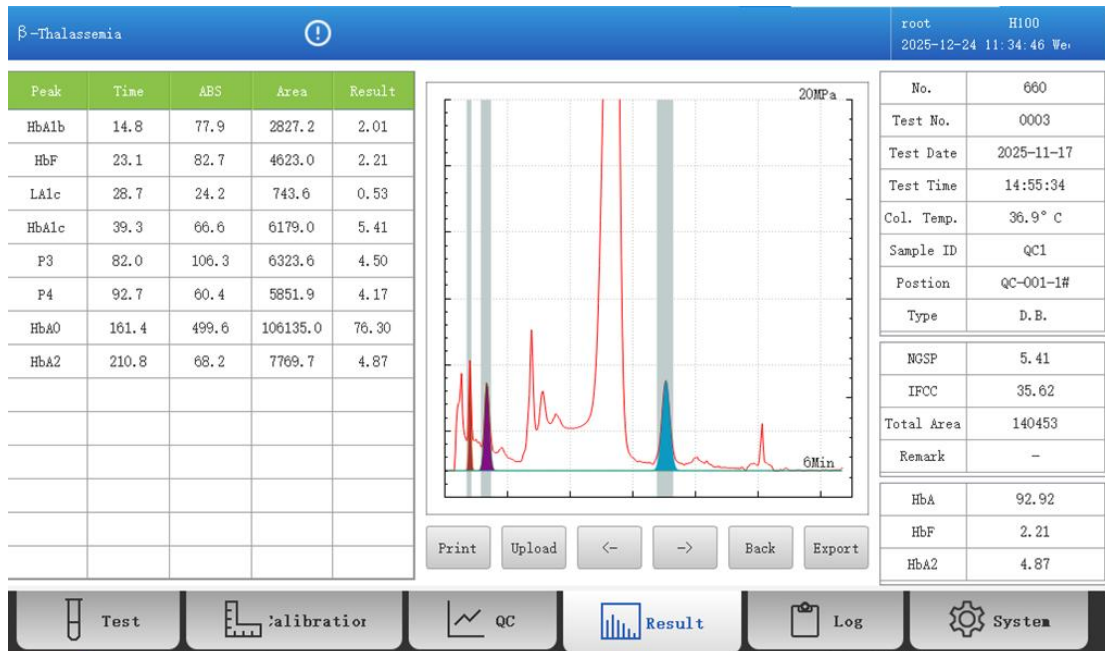 β-Thalassemia
root H100
2025-12-24 11:34:46 We
Peak Time ABS Area Result
HbA1b 14.8 77.9 2827.2 2.01
HbF 23.1 82.7 4623.0 2.21
LA1c 28.7 24.2 743.6 0.53
HbA1c 39.3 66.6 6179.0 5.41
P3 82.0 106.3 6323.6 4.50
P4 92.7 60.4 5851.9 4.17
HbA0 161.4 499.6 106135.0 76.30
HbA2 210.8 68.2 7769.7 4.87
20MPa
6Min
Print Upload <- -> Back Export
No. 660
Test No. 0003
Test Date 2025-11-17
Test Time 14:55:34
Col. Temp. 36.9° C
Sample ID QC1
Postion QC-001-1#
Type D.B.
NGSP 5.41
IFCC 35.62
Total Area 140453
Remark -
HbA 92.92
HbF 2.21
HbA2 4.87
Test Calibration QC Result Log System